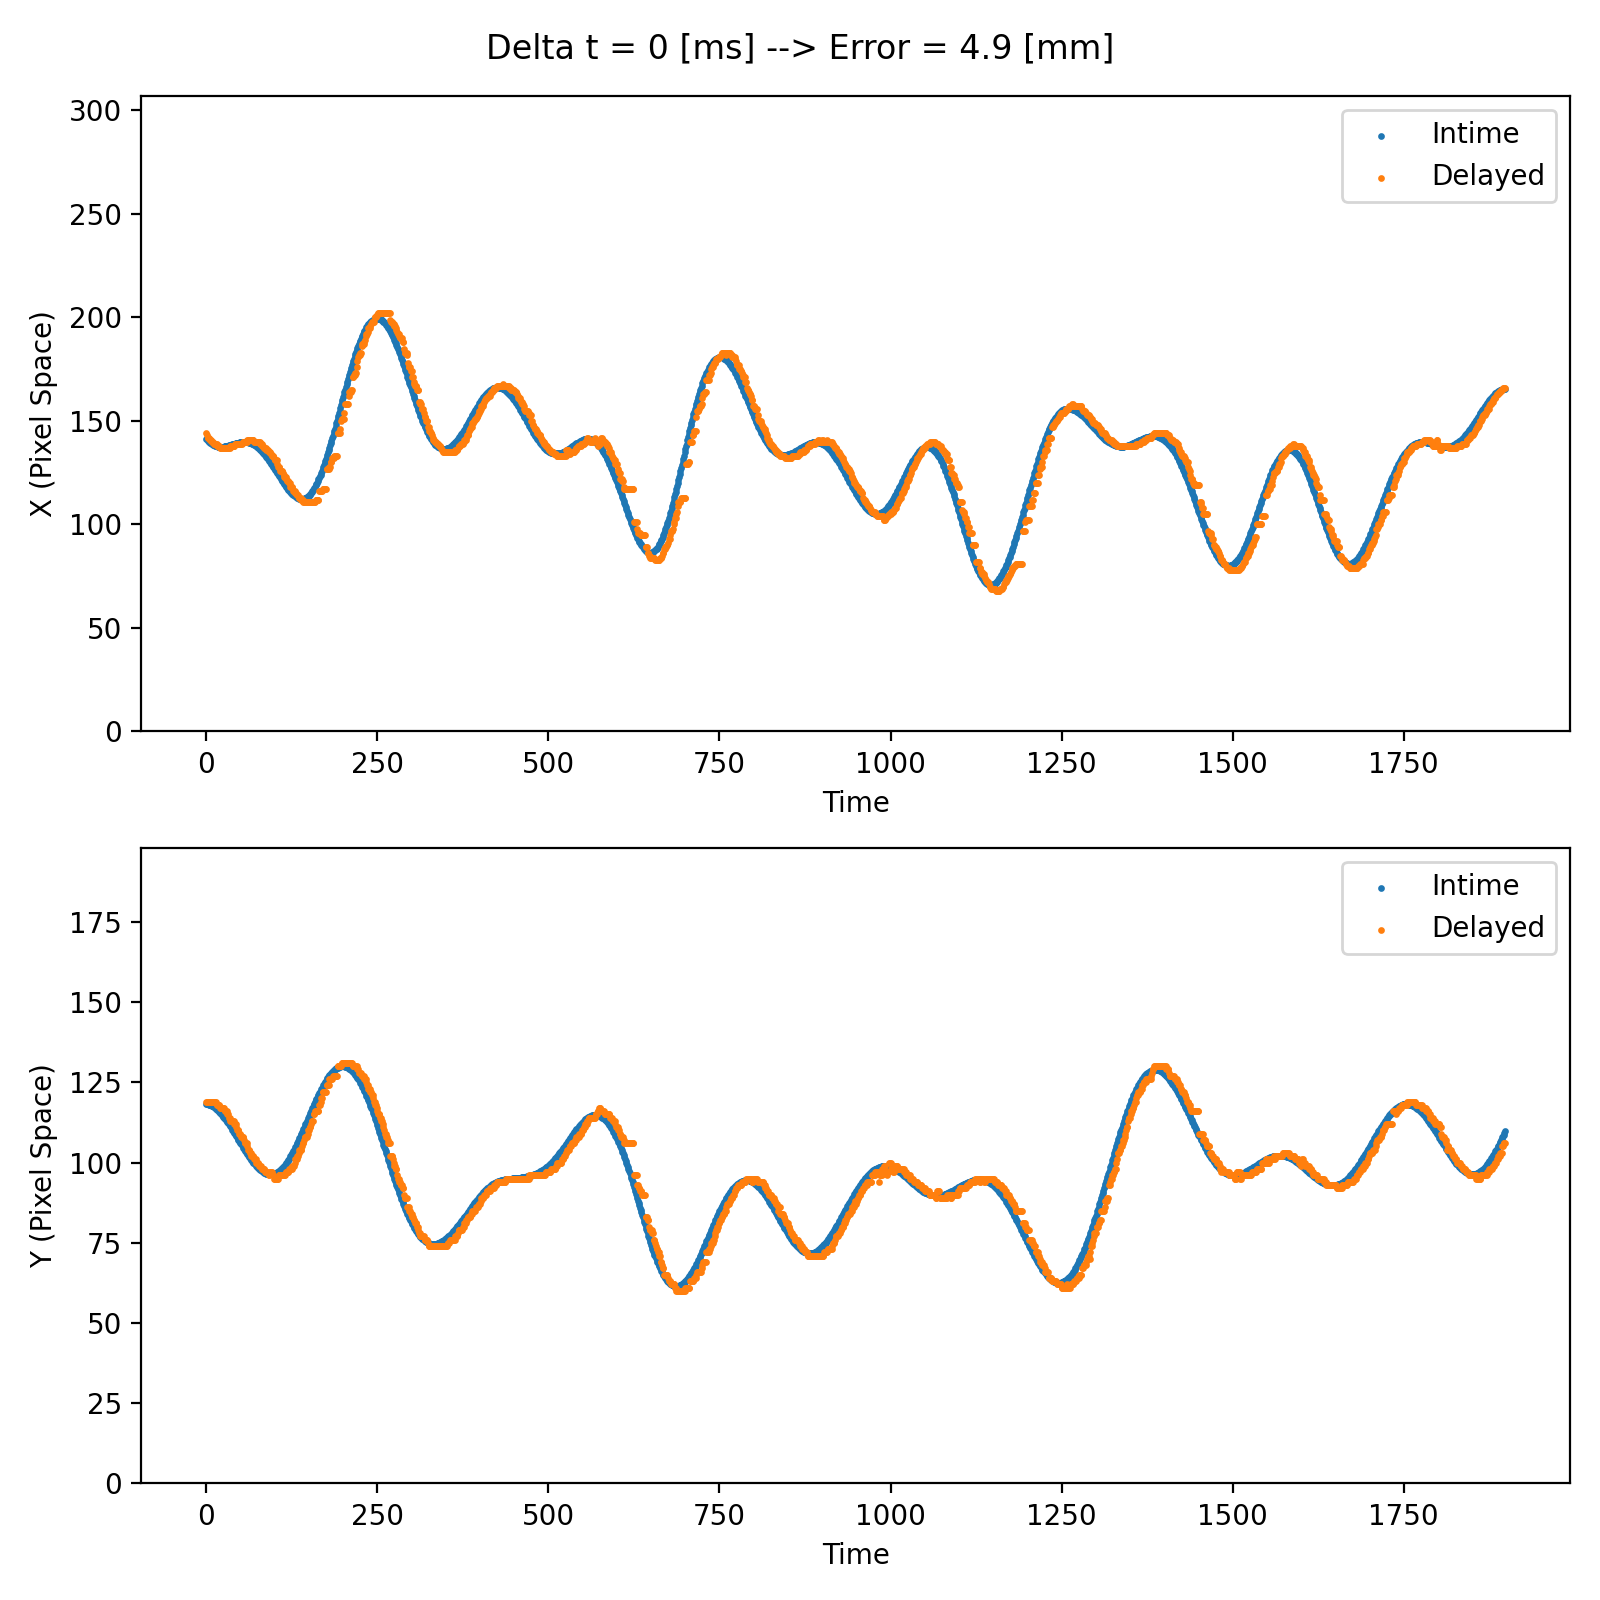 Delta t = 0 [ms] --> Error = 4.9 [mm]
300
250
200
150
100
50
0
X (Pixel Space)
Intime
Delayed
0 250 500 750 1000 1250 1500 1750
Time
175
150
125
100
75
50
25
0
Y (Pixel Space)
Intime
Delayed
0 250 500 750 1000 1250 1500 1750
Time